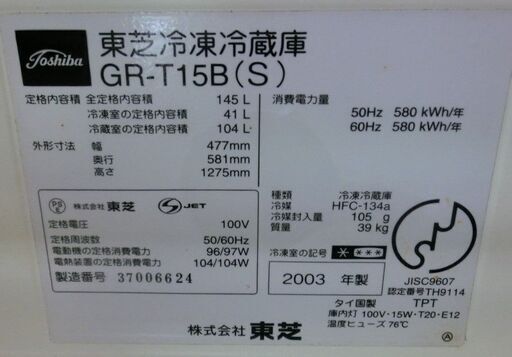 Toshiba
東芝冷凍冷蔵庫
GR-T15B(S)
定格内容積 全定格内容積 145 L
冷凍室の定格内容積 41 L
冷蔵室の定格内容積 104 L
外形寸法 幅 477mm
奥行 581mm
高さ 1275mm
消費電力量
50Hz 580 kWh/年
60Hz 580 kWh/年
PS E 株式会社 東芝 S JET
定格電圧 100V
定格周波数 50/60Hz
電動機の定格消費電力 96/97W
電熱装置の定格消費電力 104/104W
製造番号 37006624
種類 冷凍冷蔵庫
冷媒 HFC-134a
冷媒封入量 105 g
質量 39 kg
冷凍室の記号 * ***
2003 年製
JISC9607
認定番号TH9114
タイ国製 TPT
庫内灯 100V・15W・T20・E12
温度ヒューズ 76℃
株式会社 東芝
A